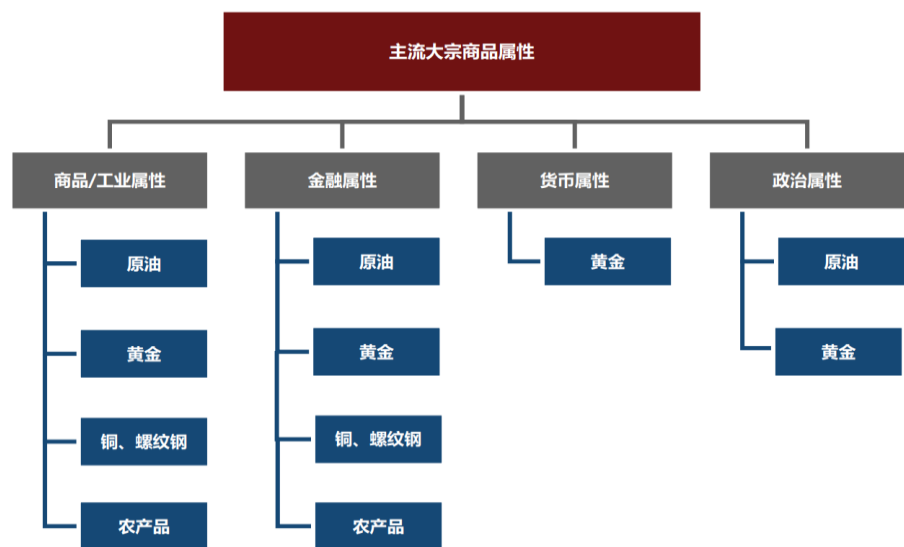 主流大宗商品属性
商品/工业属性
原油
黄金
铜、螺纹钢
农产品
金融属性
原油
黄金
铜、螺纹钢
农产品
货币属性
黄金
政治属性
原油
黄金